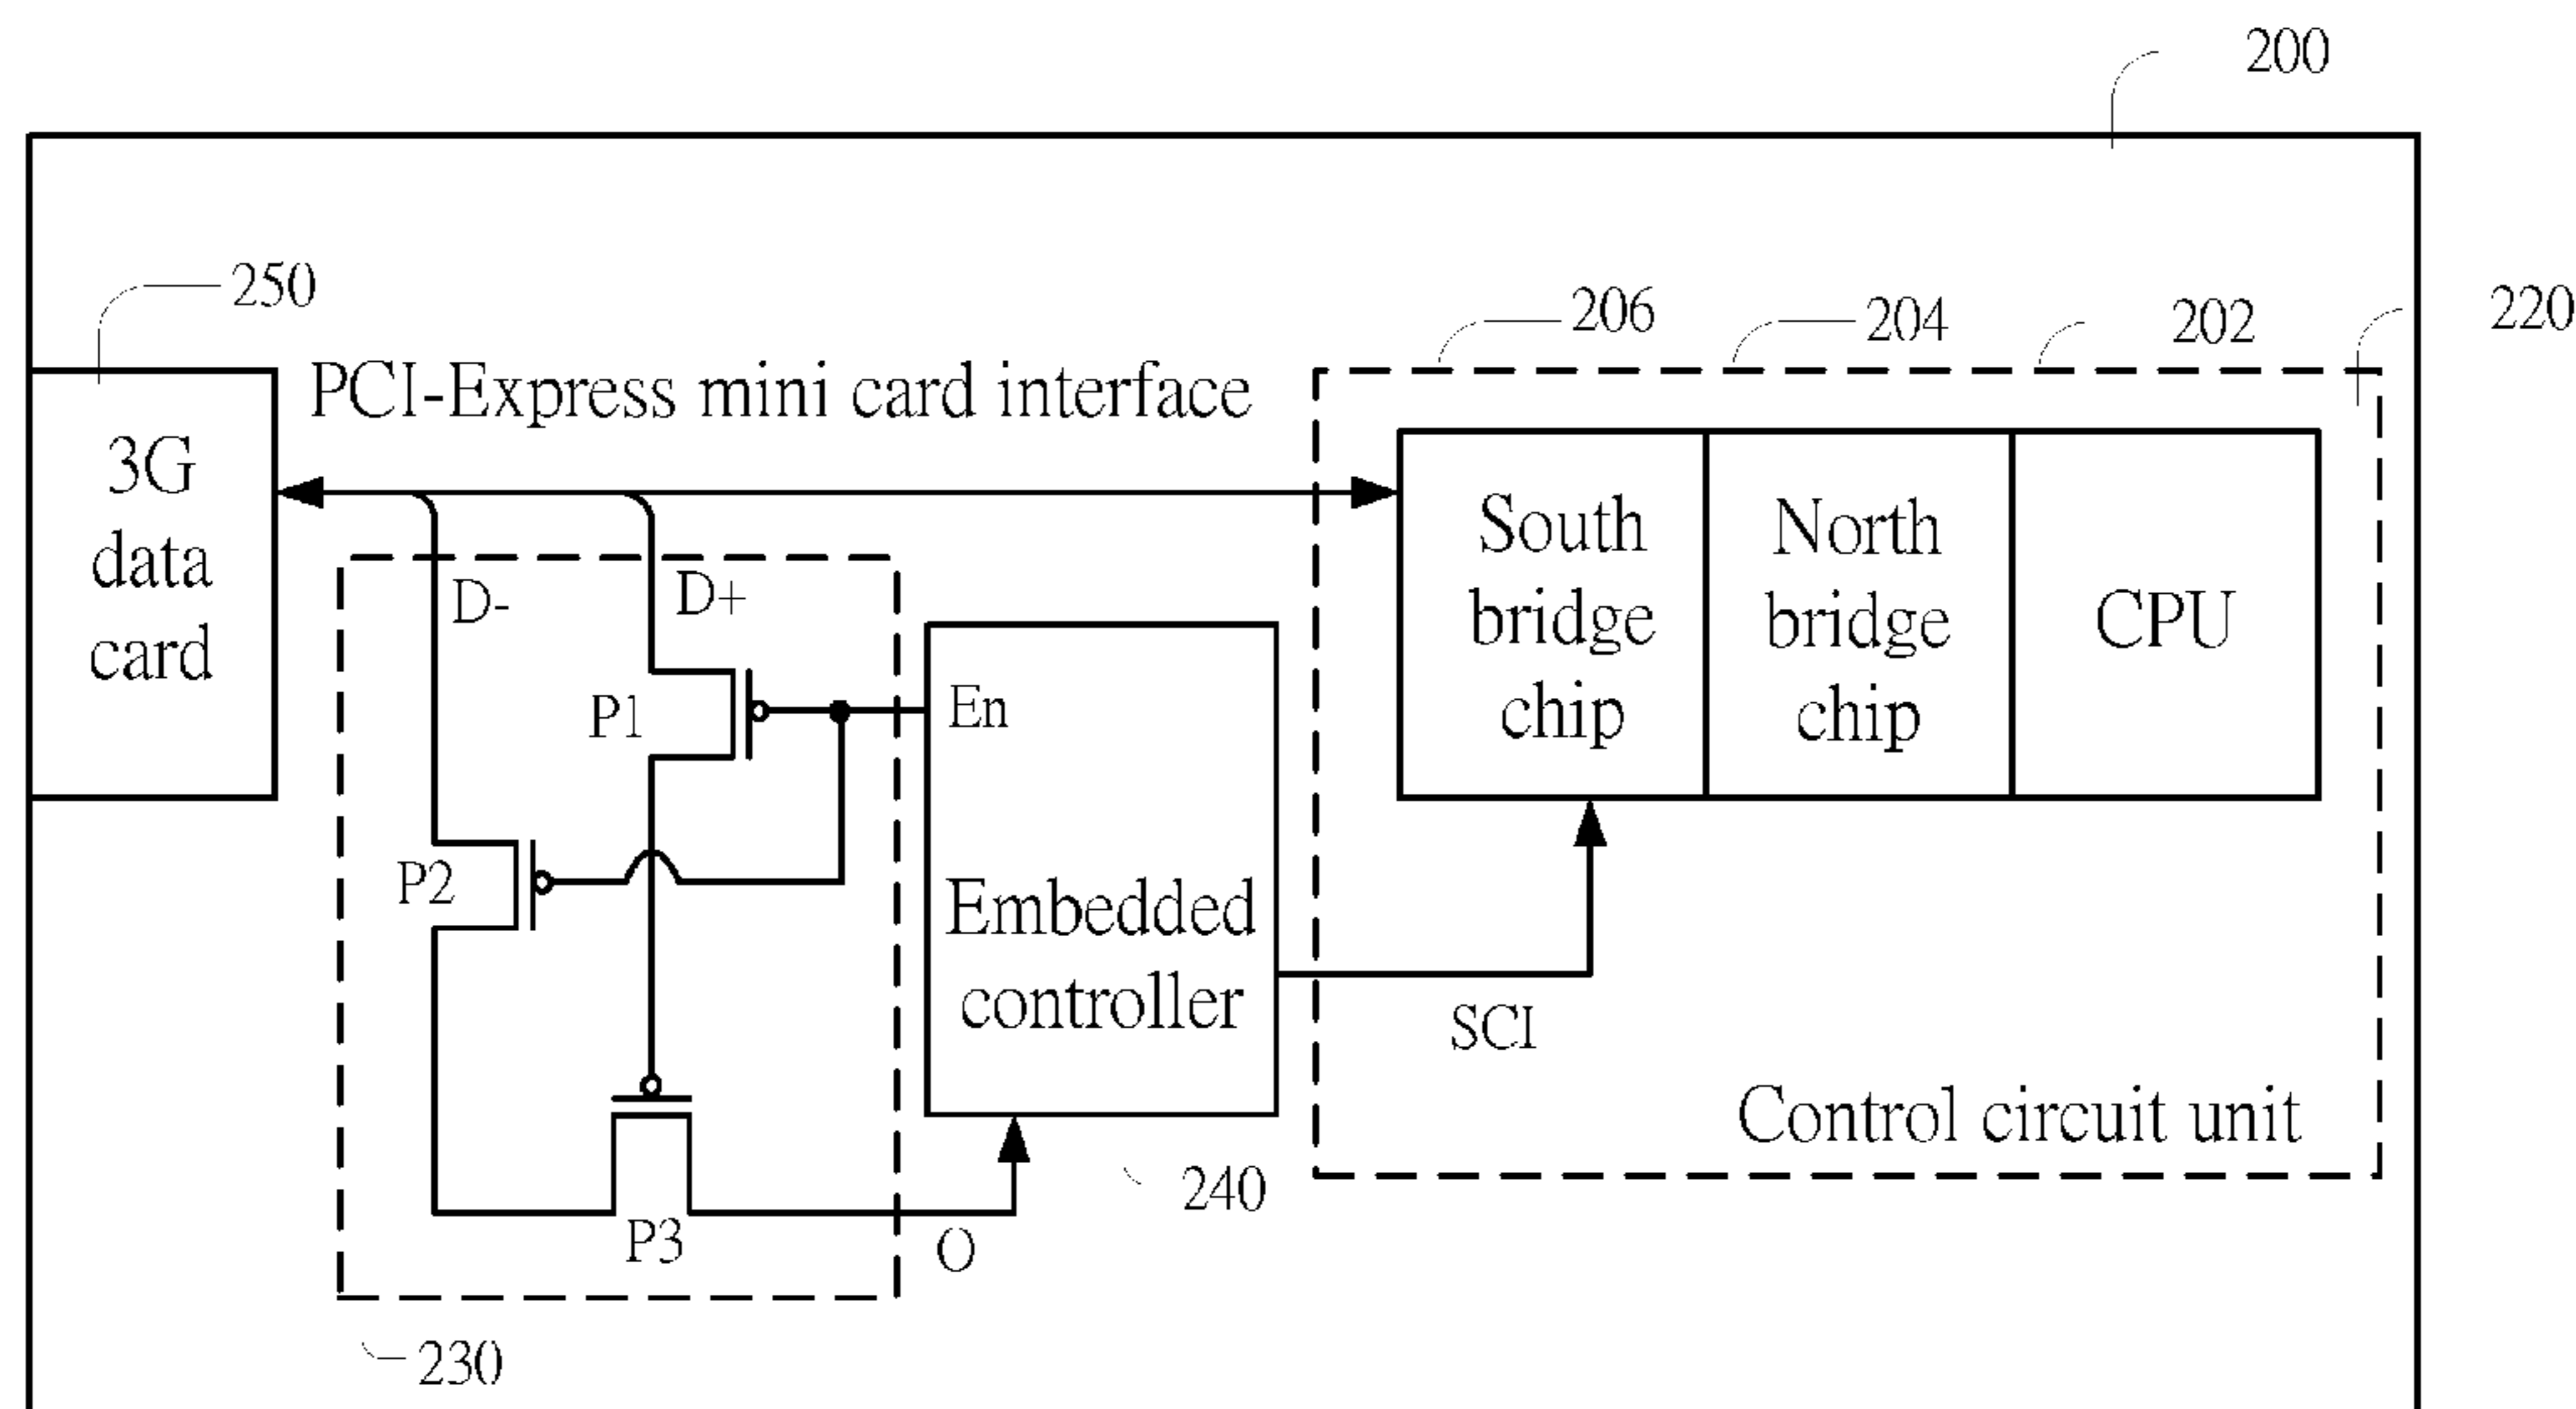 200
250
206
204
202
220
PCI-Express mini card interface
3G
data
card
South
bridge
chip
North
bridge
chip
CPU
D-
D+
P1
En
P2
Embedded
controller
SCI
Control circuit unit
240
P3
O
230